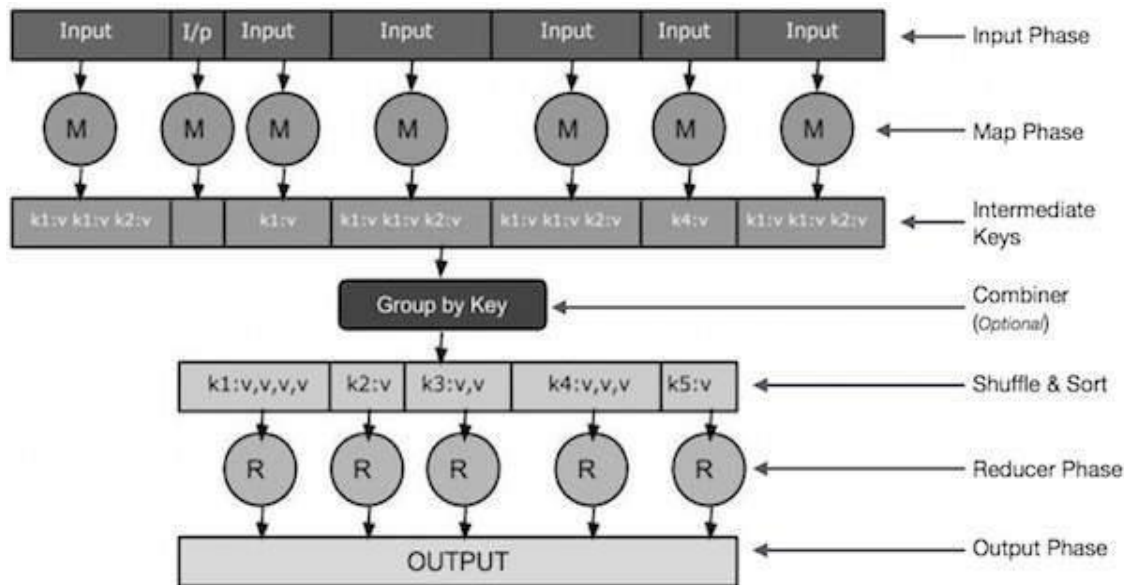 Input I/p Input Input Input Input Input
Input Phase
M M M M M M M
Map Phase
k1:v k1:v k2:v k1:v k1:v k1:v k2:v k1:v k1:v k2:v k4:v k1:v k1:v k2:v
Intermediate
Keys
Group by Key
Combiner
(Optional)
k1:v,v,v,v k2:v k3:v,v k4:v,v,v k5:v
Shuffle & Sort
R R R R R
Reducer Phase
OUTPUT
Output Phase